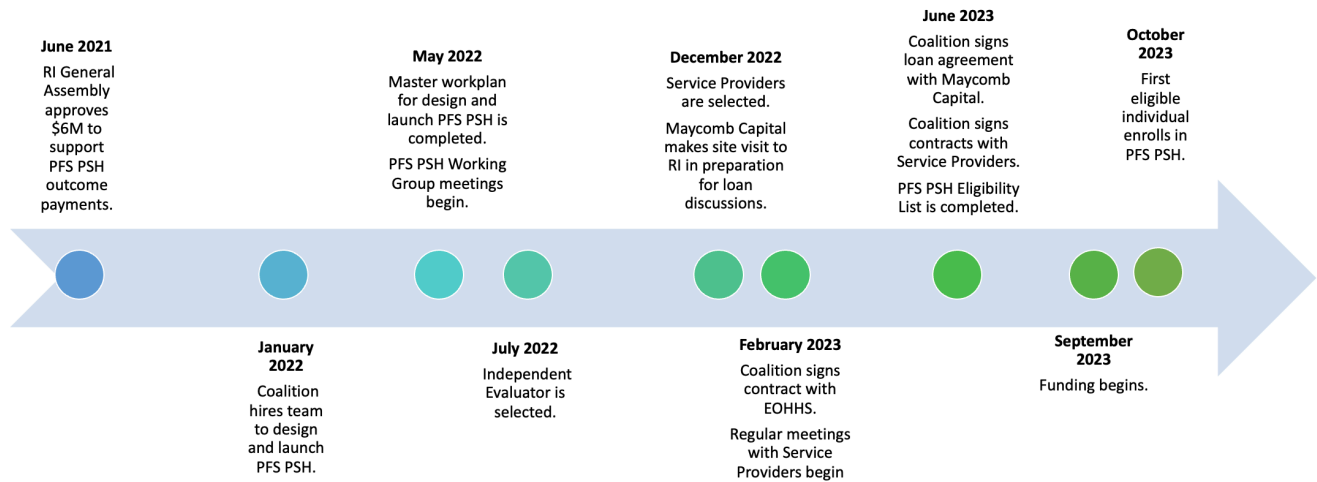 June 2021
RI General
Assembly
approves
$6M to
support
PFS PSH
outcome
payments.
January
2022
Coalition
hires team
to design
and launch
PFS PSH.
May 2022
Master workplan
for design and
launch PFS PSH is
completed.
PFS PSH Working
Group meetings
begin.
July 2022
Independent
Evaluator is
selected.
December 2022
Service Providers
are selected.
Maycomb Capital
makes site visit to
RI in preparation
for loan
discussions.
February 2023
Coalition signs
contract with
EOHHS.
Regular meetings
with Service
Providers begin
June 2023
Coalition signs
loan agreement
with Maycomb
Capital.
Coalition signs
contracts with
Service Providers.
PFS PSH Eligibility
List is completed.
September
2023
Funding begins.
October
2023
First
eligible
individual
enrolls in
PFS PSH.